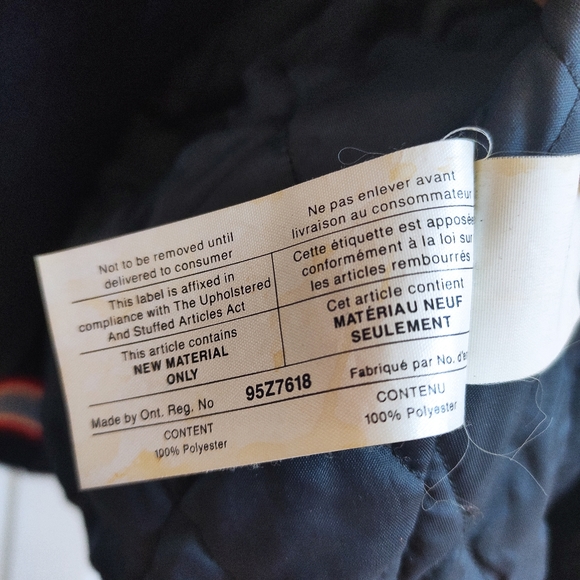 Not to be removed until
delivered to consumer
Ne pas enlever avant
livraison au consommateur
This label is affixed in
compliance with The Upholstered
And Stuffed Articles Act
Cette étiquette est apposée
conformément à la loi sur
les articles rembourrés
This article contains
NEW MATERIAL
ONLY
Cet article contient
MATÉRIAU NEUF
SEULEMENT
Made by Ont. Reg. No 95Z7618 Fabriqué par No. d'en
CONTENT
100% Polyester
CONTENU
100% Polyester